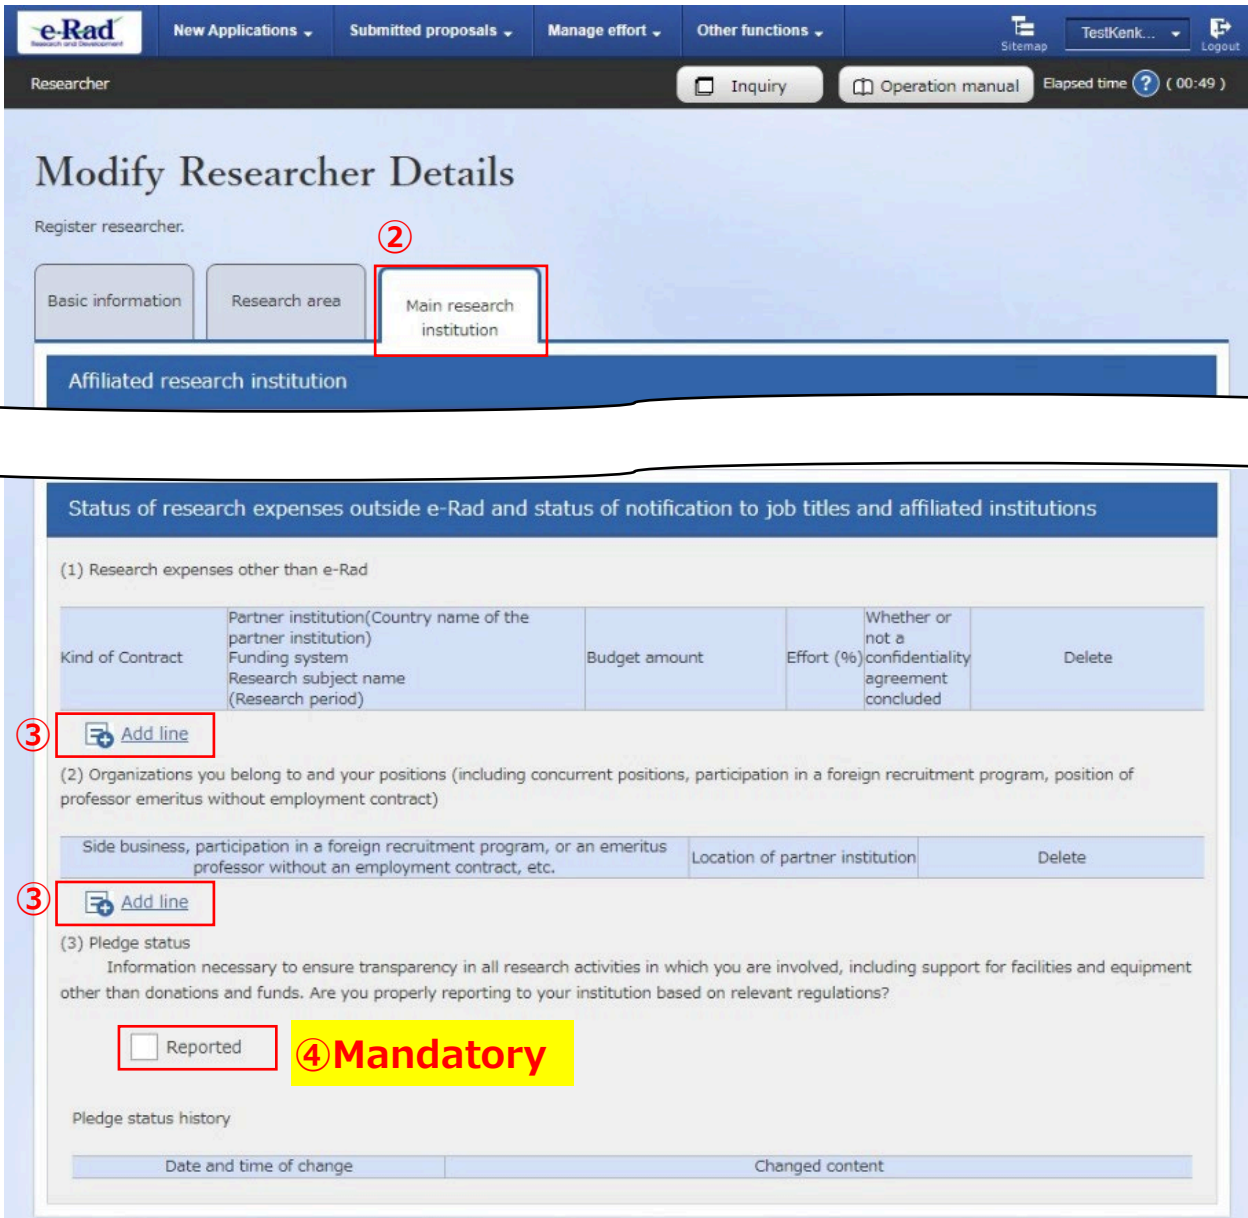 e-Rad
Research and Development
New Applications
Submitted proposals
Manage effort
Other functions
Sitemap
TestKenk...
Logout
Researcher
Inquiry
Operation manual
Elapsed time ? ( 00:49 )
Modify Researcher Details
Register researcher.
②
Basic information
Research area
Main research
institution
Affiliated research institution
Status of research expenses outside e-Rad and status of notification to job titles and affiliated institutions
(1) Research expenses other than e-Rad
Kind of Contract
Partner institution(Country name of the
partner institution)
Funding system
Research subject name
(Research period)
Budget amount
Effort (%)
Whether or
not a
confidentiality
agreement
concluded
Delete
③
Add line
(2) Organizations you belong to and your positions (including concurrent positions, participation in a foreign recruitment program, position of
professor emeritus without employment contract)
Side business, participation in a foreign recruitment program, or an emeritus
professor without an employment contract, etc.
Location of partner institution
Delete
③
Add line
(3) Pledge status
Information necessary to ensure transparency in all research activities in which you are involved, including support for facilities and equipment
other than donations and funds. Are you properly reporting to your institution based on relevant regulations?
Reported
④Mandatory
Pledge status history
Date and time of change
Changed content